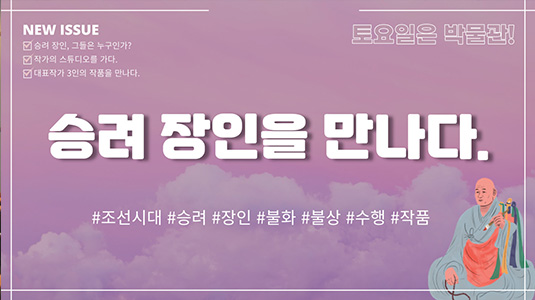 NEW ISSUE
승려 장인, 그들은 누구인가?
작가의 스튜디오를 가다.
대표작가 3인의 작품을 만나다.
토요일은 박물관!
승려 장인을 만나다.
#조선시대 #승려 #장인 #불화 #불상 #수행 #작품